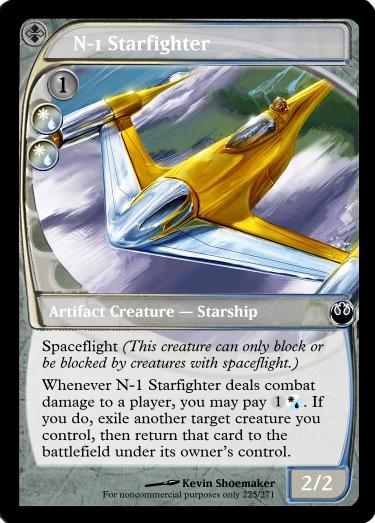 N-1 Starfighter
1
Artifact Creature — Starship
Spaceflight (This creature can only block or
be blocked by creatures with spaceflight.)
Whenever N-1 Starfighter deals combat
damage to a player, you may pay 1 . If
you do, exile another target creature you
control, then return that card to the
battlefield under its owner's control.
Kevin Shoemaker
For noncommercial purposes only 225/271
2/2